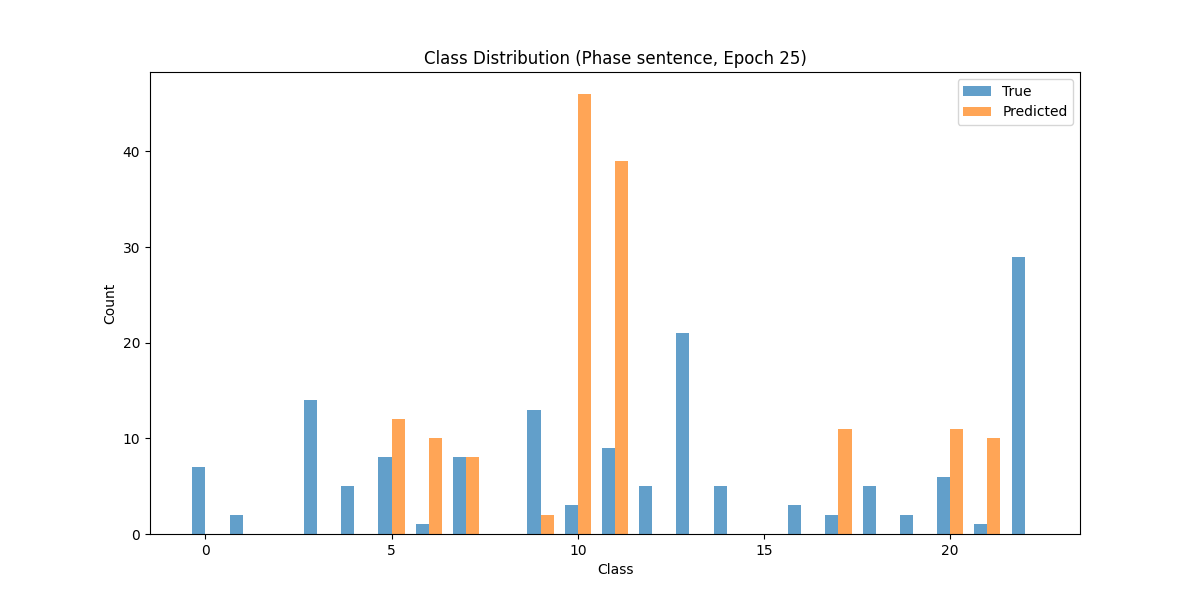 Class Distribution (Phase sentence, Epoch 25)
True
Predicted
40
30
20
10
0
Count
0 5 10 15 20
Class